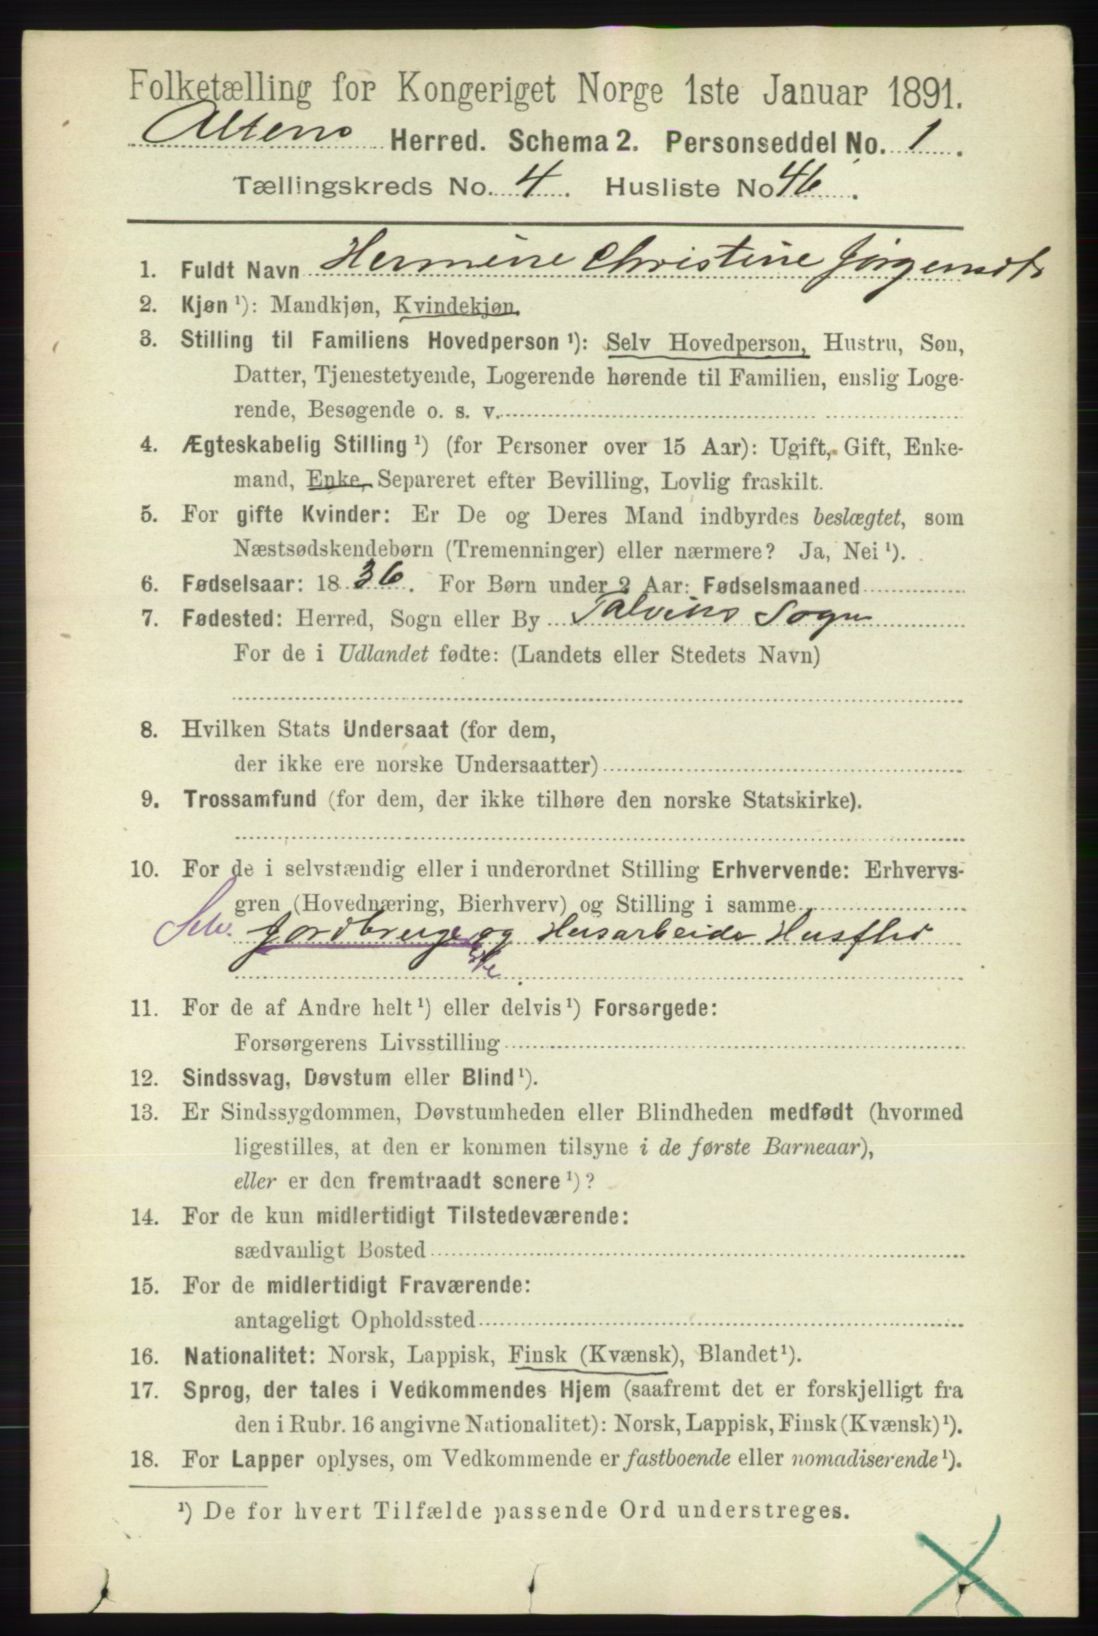 Folketælling for Kongeriget Norge 1ste Januar 1891.
Altens Herred. Schema 2. Personseddel No. 1.
Tællingskreds No. 4. Husliste No 46.
1. Fuldt Navn Hermine Christine Jørgensdtr
2. Kjøn ¹): Mandkjøn, Kvindekjøn.
3. Stilling til Familiens Hovedperson ¹): Selv Hovedperson, Hustru, Søn,
Datter, Tjenestetyende, Logerende hørende til Familien, enslig Loge-
rende, Besøgende o. s. v.
4. Ægteskabelig Stilling ¹) (for Personer over 15 Aar): Ugift, Gift, Enke-
mand, Enke, Separeret efter Bevilling, Lovlig fraskilt.
5. For gifte Kvinder: Er De og Deres Mand indbyrdes beslægtet, som
Næstsødskendebørn (Tremenninger) eller nærmere? Ja, Nei ¹).
6. Fødselsaar: 1836. For Børn under 2 Aar: Fødselsmaaned
7. Fødested: Herred, Sogn eller By Talviks Sogn
For de i Udlandet fødte: (Landets eller Stedets Navn)
8. Hvilken Stats Undersaat (for dem,
der ikke ere norske Undersaatter)
9. Trossamfund (for dem, der ikke tilhøre den norske Statskirke).
10. For de i selvstændig eller i underordnet Stilling Erhvervende: Erhvervs-
gren (Hovednæring, Bierhverv) og Stilling i samme
Selv. Jordbruge og Husarbeide Husflid
11. For de af Andre helt ¹) eller delvis ¹) Forsørgede:
Forsørgerens Livsstilling
12. Sindssvag, Døvstum eller Blind ¹).
13. Er Sindssygdommen, Døvstumheden eller Blindheden medfødt (hvormed
ligestilles, at den er kommen tilsyne i de første Barneaar),
eller er den fremtraadt senere ¹)?
14. For de kun midlertidigt Tilstedeværende:
sædvanligt Bosted
15. For de midlertidigt Fraværende:
antageligt Opholdssted
16. Nationalitet: Norsk, Lappisk, Finsk (Kvænsk), Blandet ¹).
17. Sprog, der tales i Vedkommendes Hjem (saafremt det er forskjelligt fra
den i Rubr. 16 angivne Nationalitet): Norsk, Lappisk, Finsk (Kvænsk) ¹).
18. For Lapper oplyses, om Vedkommende er fastboende eller nomadiserende ¹).
¹) De for hvert Tilfælde passende Ord understreges.